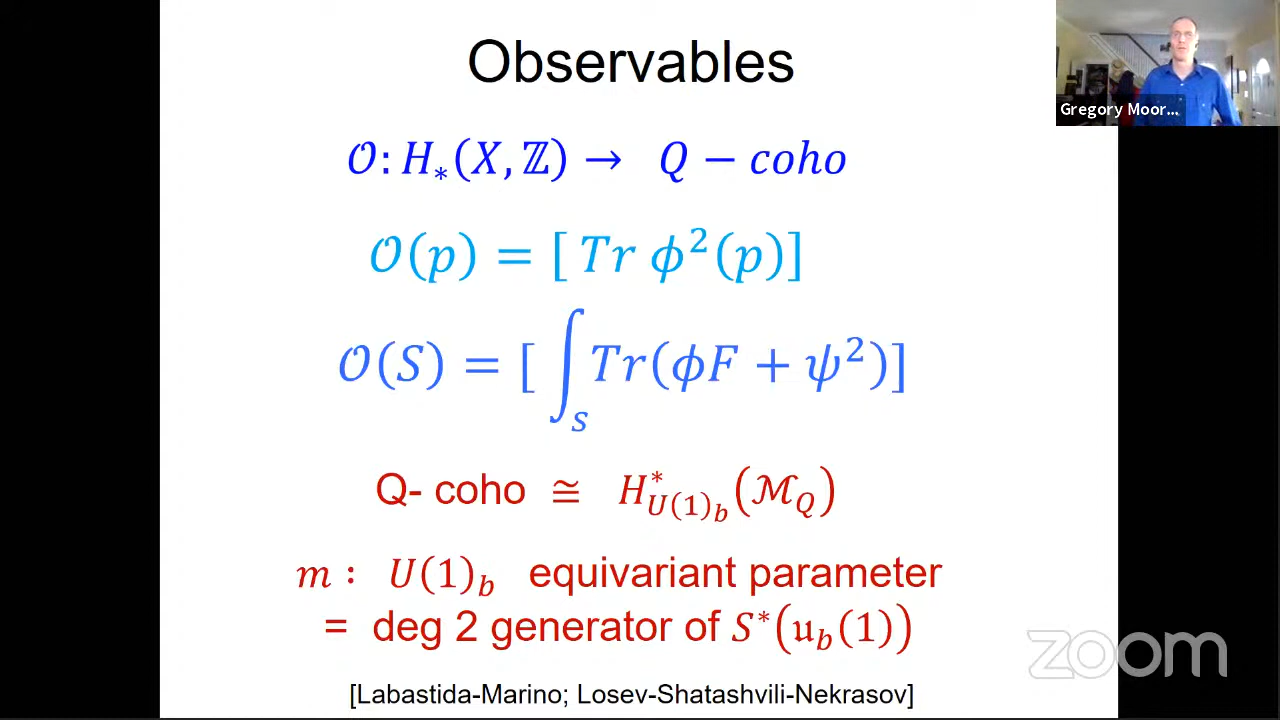 Observables
𝒪: H_*(X, ℤ) → Q − coho
𝒪(p) = [ Tr ϕ²(p)]
𝒪(S) = [ ∫_S Tr(ϕF + ψ²)]
Q- coho ≅ H*_{U(1)_b}(ℳ_Q)
m : U(1)_b equivariant parameter
= deg 2 generator of S*(𝔲_b(1))
[Labastida-Marino; Losev-Shatashvili-Nekrasov]
Gregory Moor...
zoom